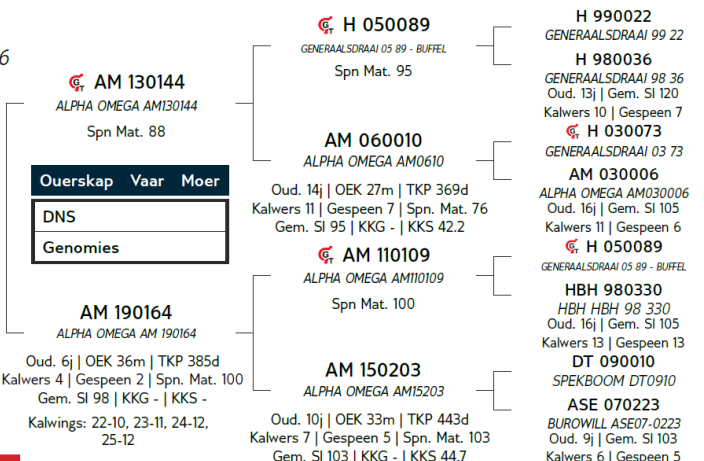 6
GT AM 130144
ALPHA OMEGA AM130144
Spn Mat. 88
Ouerskap Vaar Moer
DNS
Genomies
AM 190164
ALPHA OMEGA AM 190164
Oud. 6j | OEK 36m | TKP 385d
Kalwers 4 | Gespeen 2 | Spn. Mat. 100
Gem. SI 98 | KKG - | KKS -
Kalwings: 22-10, 23-11, 24-12,
25-12
GT H 050089
GENERAALSDRAAI 05 89 - BUFFEL
Spn Mat. 95
AM 060010
ALPHA OMEGA AM0610
Oud. 14j | OEK 27m | TKP 369d
Kalwers 11 | Gespeen 7 | Spn. Mat. 76
Gem. SI 95 | KKG - | KKS 42.2
GT AM 110109
ALPHA OMEGA AM110109
Spn Mat. 100
AM 150203
ALPHA OMEGA AM15203
Oud. 10j | OEK 33m | TKP 443d
Kalwers 7 | Gespeen 5 | Spn. Mat. 103
Gem. SI 103 | KKG - | KKS 44.7
H 990022
GENERAALSDRAAI 99 22
H 980036
GENERAALSDRAAI 98 36
Oud. 13j | Gem. SI 120
Kalwers 10 | Gespeen 7
GT H 030073
GENERAALSDRAAI 03 73
AM 030006
ALPHA OMEGA AM030006
Oud. 16j | Gem. SI 105
Kalwers 11 | Gespeen 6
GT H 050089
GENERAALSDRAAI 05 89 - BUFFEL
HBH 980330
HBH HBH 98 330
Oud. 16j | Gem. SI 105
Kalwers 13 | Gespeen 13
DT 090010
SPEKBOOM DT0910
ASE 070223
BUROWILL ASE07-0223
Oud. 9j | Gem. SI 103
Kalwers 6 | Gespeen 5